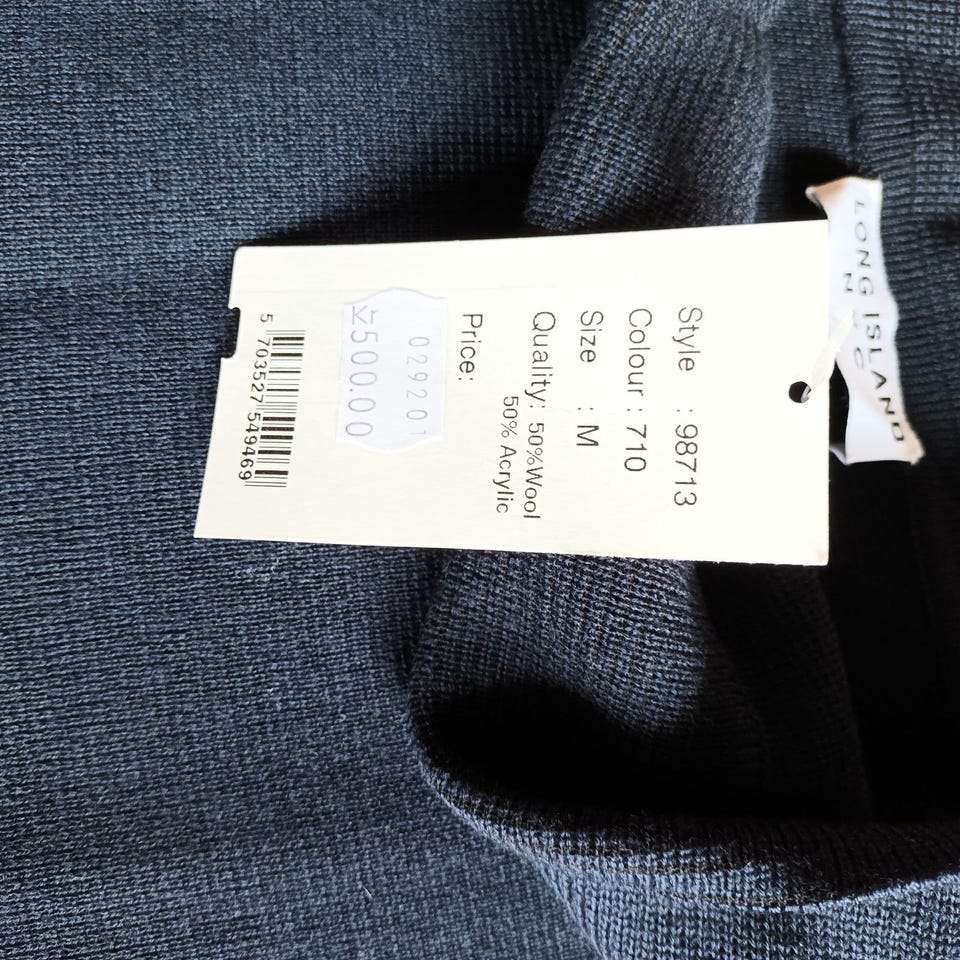 LONG ISLAND
N Y C
Style : 98713
Colour : 710
Size : M
Quality: 50%Wool
50% Acrylic
Price:
029201
500.00
5 703527 549469